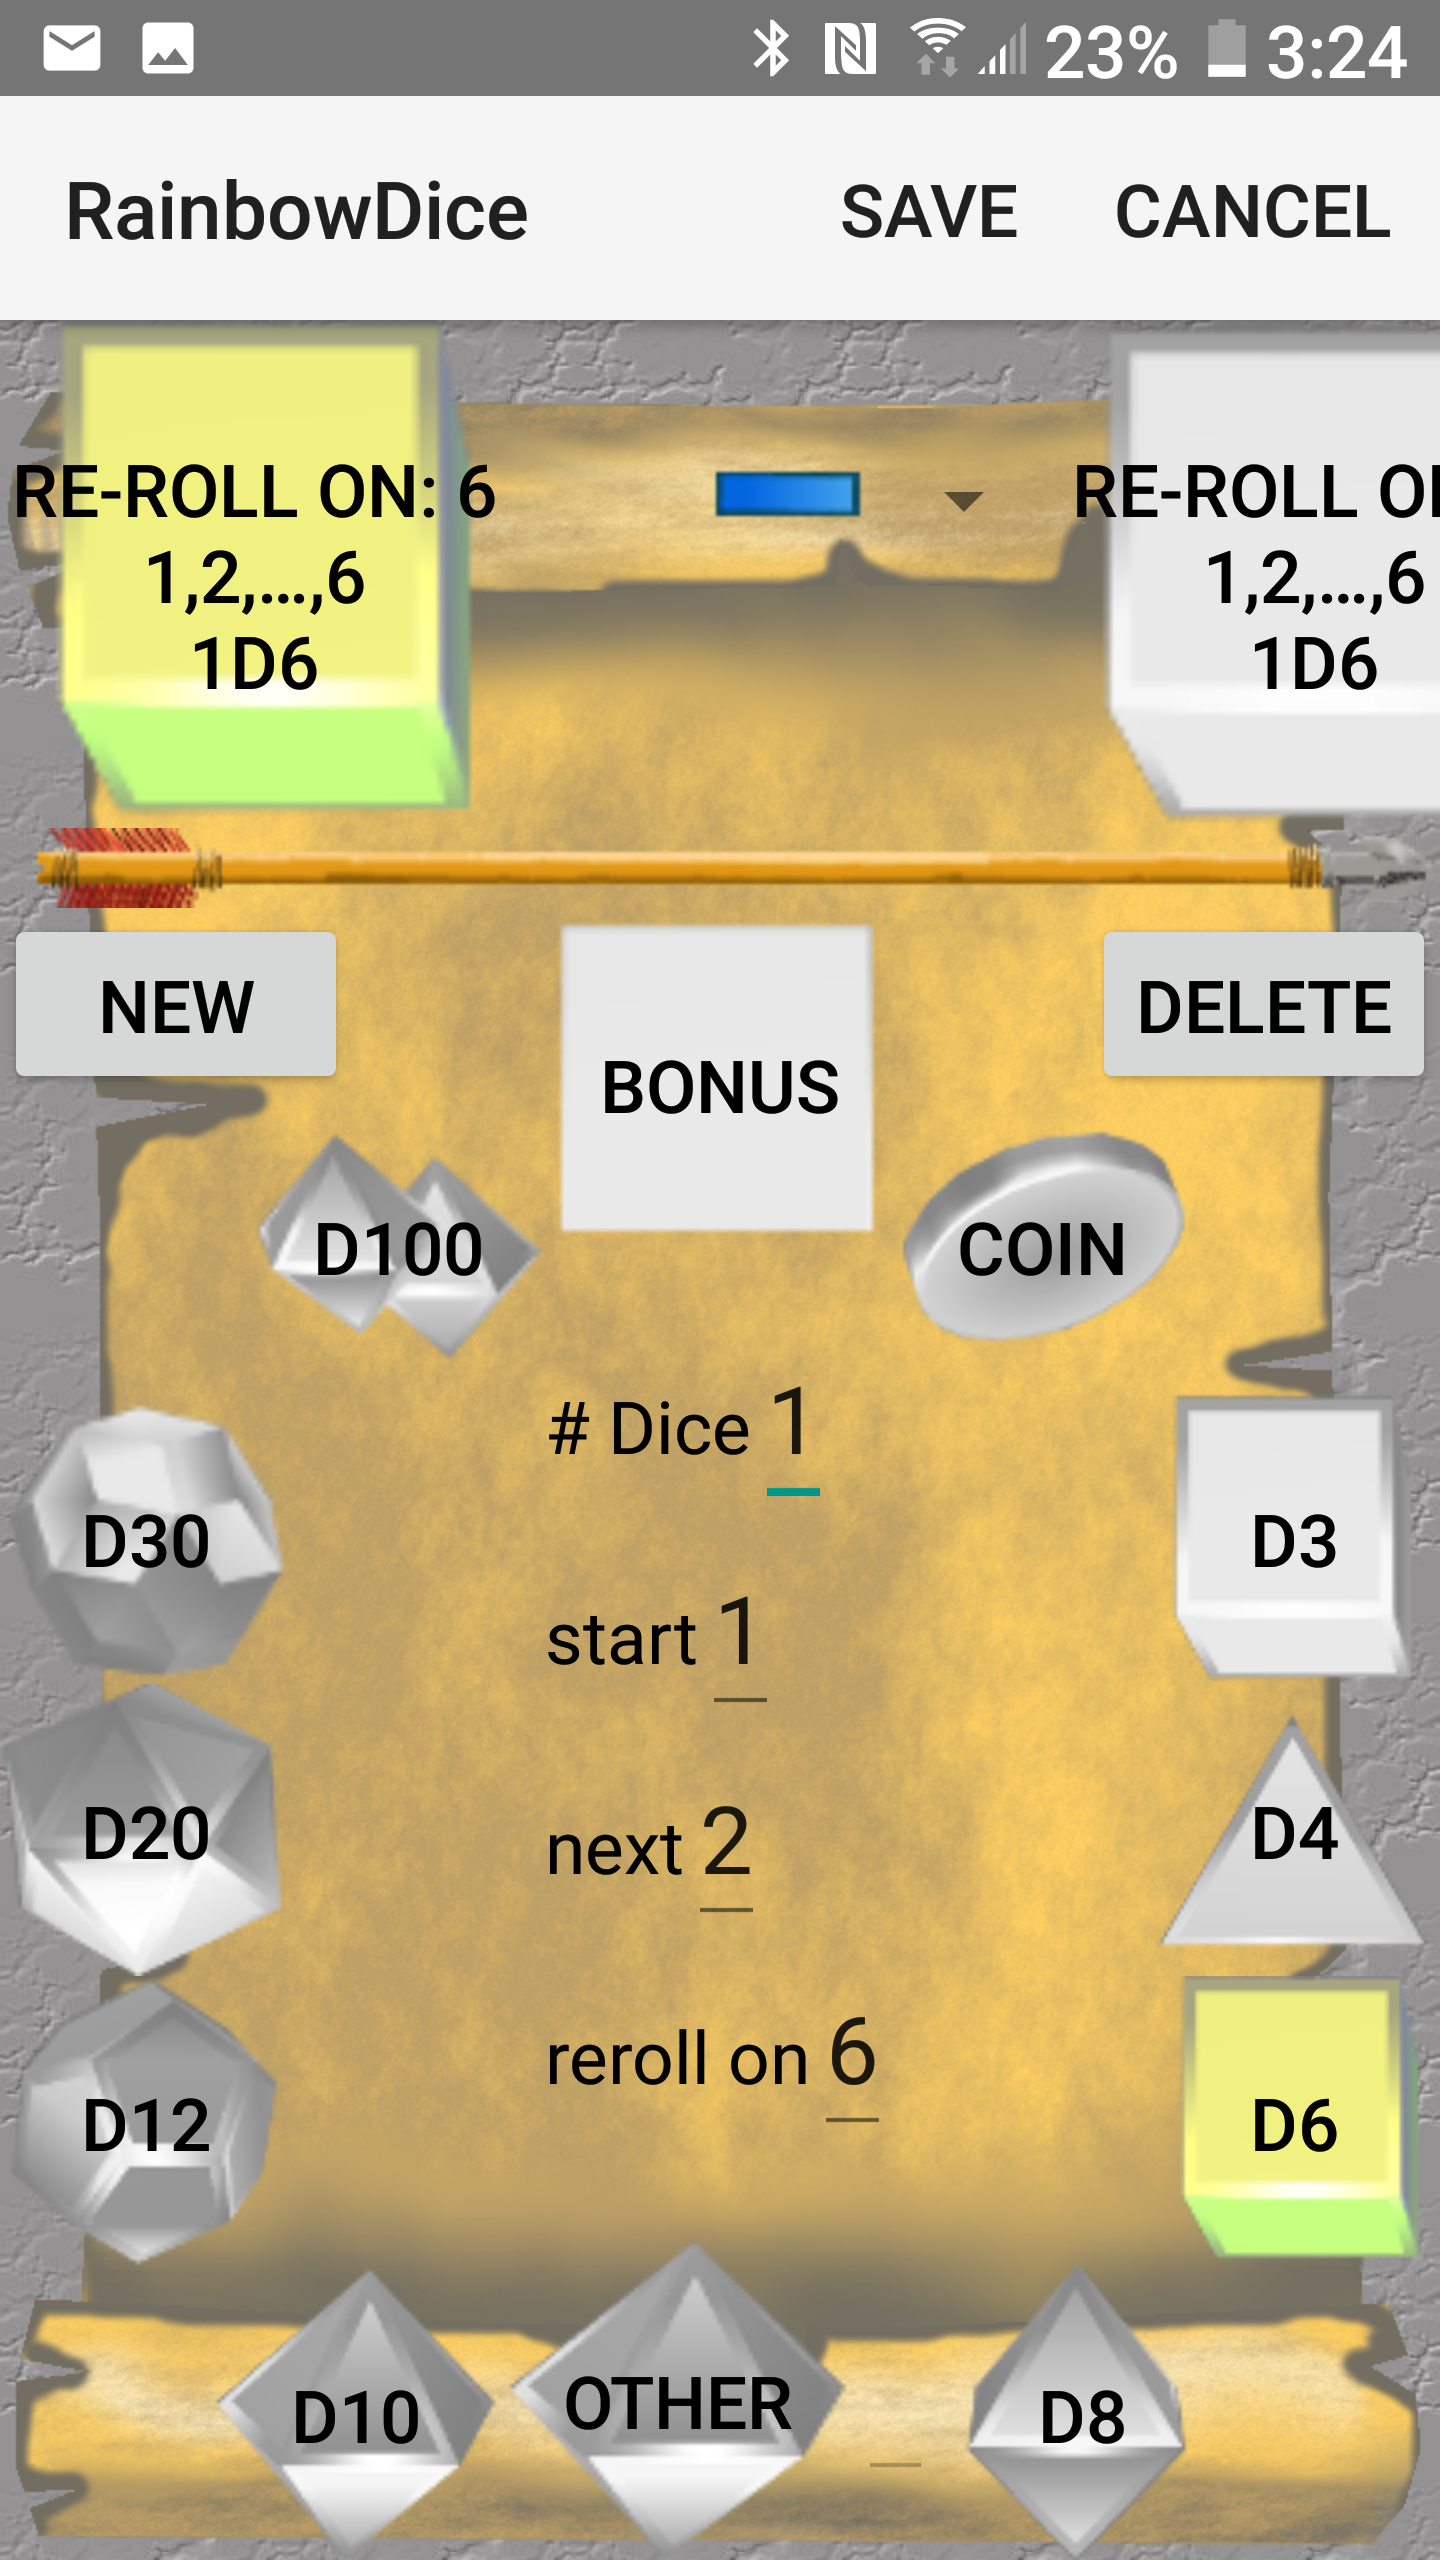 23% 3:24
RainbowDice SAVE CANCEL
RE-ROLL ON: 6
1,2,...,6
1D6
RE-ROLL
1,2,...,6
1D6
NEW
BONUS
DELETE
D100
COIN
# Dice 1
D30
D3
start 1
D20
D4
next 2
reroll on 6
D12
D6
D10
OTHER
D8